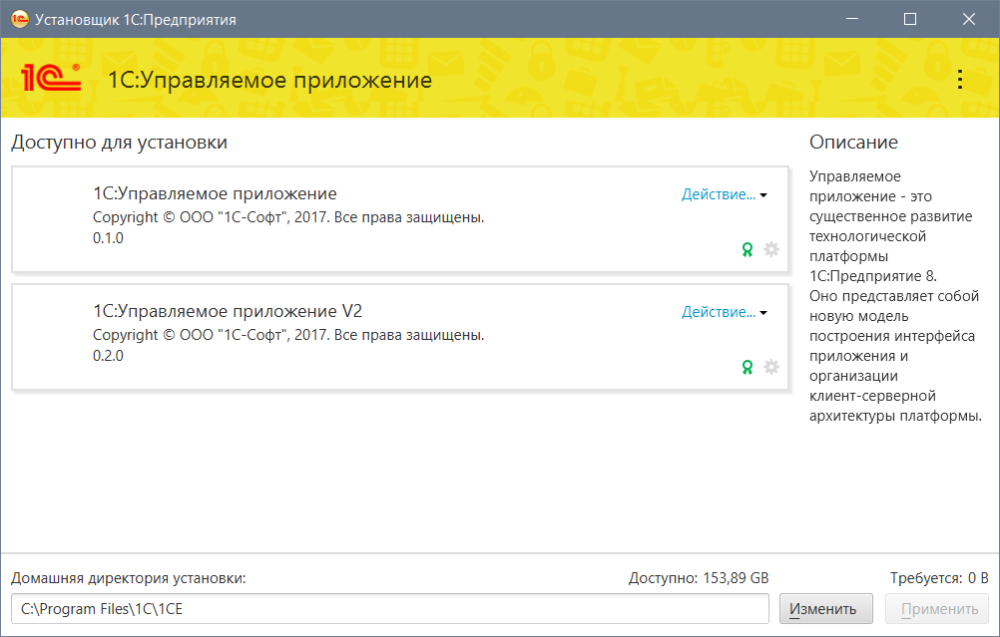 Установщик 1С:Предприятия
1С® 1С:Управляемое приложение
Доступно для установки
1С:Управляемое приложение
Действие...
Copyright © ООО "1С-Софт", 2017. Все права защищены.
0.1.0
1С:Управляемое приложение V2
Действие...
Copyright © ООО "1С-Софт", 2017. Все права защищены.
0.2.0
Описание
Управляемое
приложение - это
существенное развитие
технологической
платформы
1С:Предприятие 8.
Оно представляет собой
новую модель
построения интерфейса
приложения и
организации
клиент-серверной
архитектуры платформы.
Домашняя директория установки:
Доступно: 153,89 GB
Требуется: 0 B
C:\Program Files\1C\1CE
Изменить
Применить